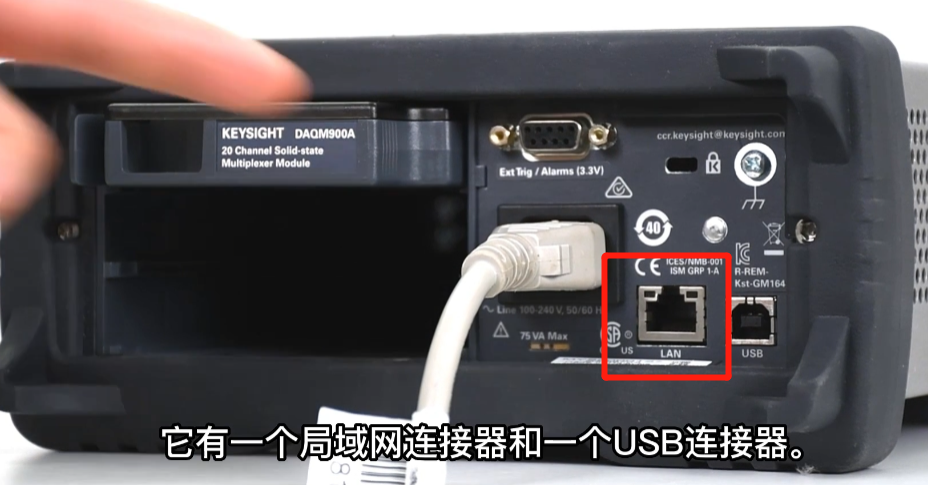 KEYSIGHT DAQM900A
20 Channel Solid-state
Multiplexer Module
ccr.keysight@keysight.com
Ext Trig / Alarms (3.3V)
40
CE ICES/NMB-001
ISM GRP 1-A
R-REM-
Kst-GM164
Line 100-240 V, 50/60 H
75 VA Max
US
LAN
USB
它有一个局域网连接器和一个USB连接器。